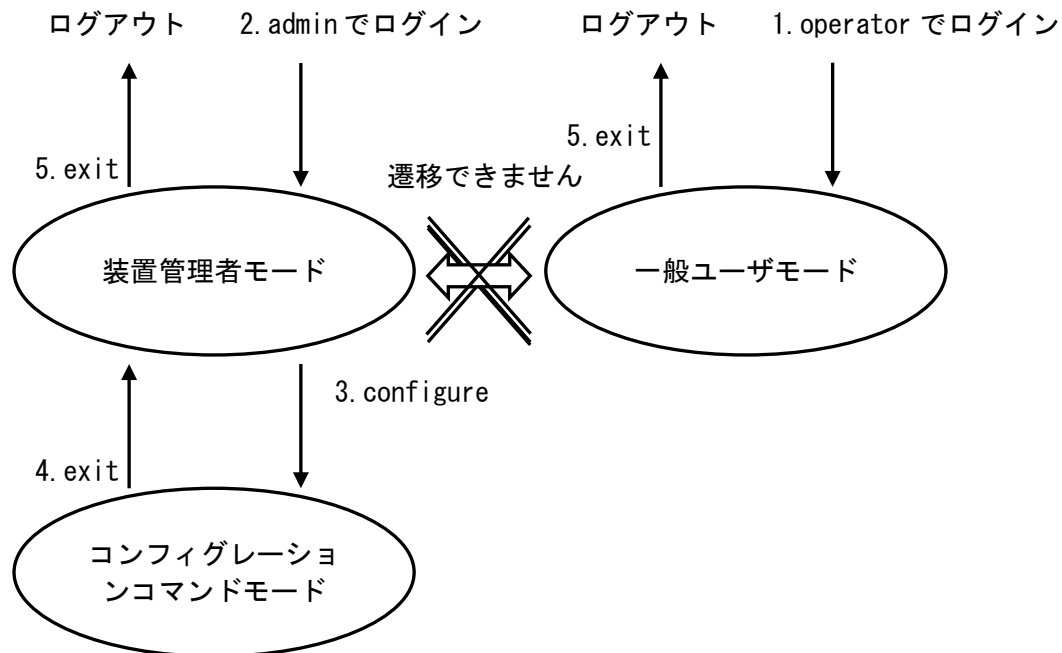 ログアウト
2.adminでログイン
ログアウト
1.operatorでログイン
5.exit
5.exit
遷移できません
装置管理者モード
一般ユーザモード
3.configure
4.exit
コンフィグレーショ
ンコマンドモード